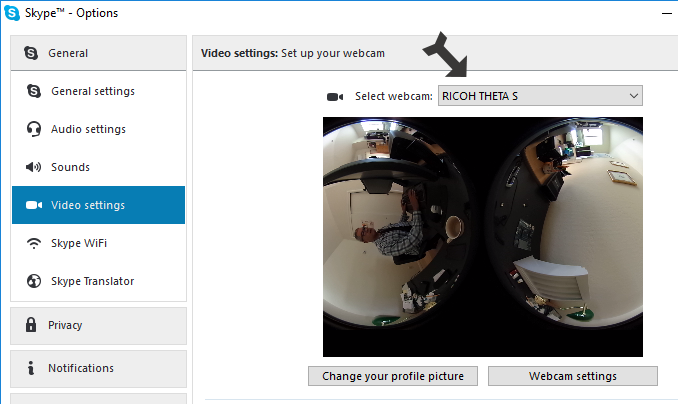 Skype™ - Options
General
General settings
Audio settings
Sounds
Video settings
Skype WiFi
Skype Translator
Privacy
Notifications
Video settings: Set up your webcam
Select webcam: RICOH THETA S
Change your profile picture
Webcam settings